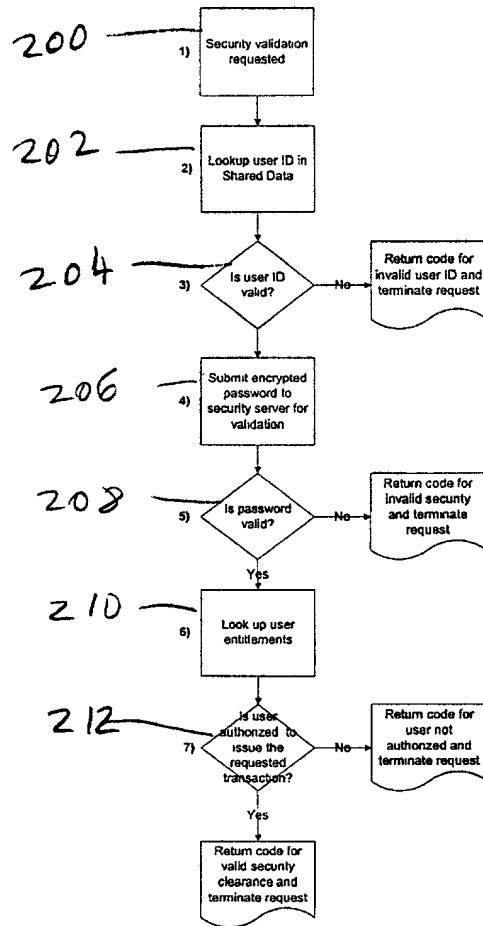 200
1)
Security validation
requested
202
2)
Lookup user ID in
Shared Data
204
3)
Is user ID
valid?
No
Return code for
invalid user ID and
terminate request
206
4)
Submit encrypted
password to
security server for
validation
208
5)
Is password
valid?
No
Return code for
invalid security
and terminate
request
Yes
210
6)
Look up user
entitlements
212
7)
Is user
authorized to
issue the
requested
transaction?
No
Return code for
user not
authorized and
terminate request
Yes
Return code for
valid security
clearance and
terminate request